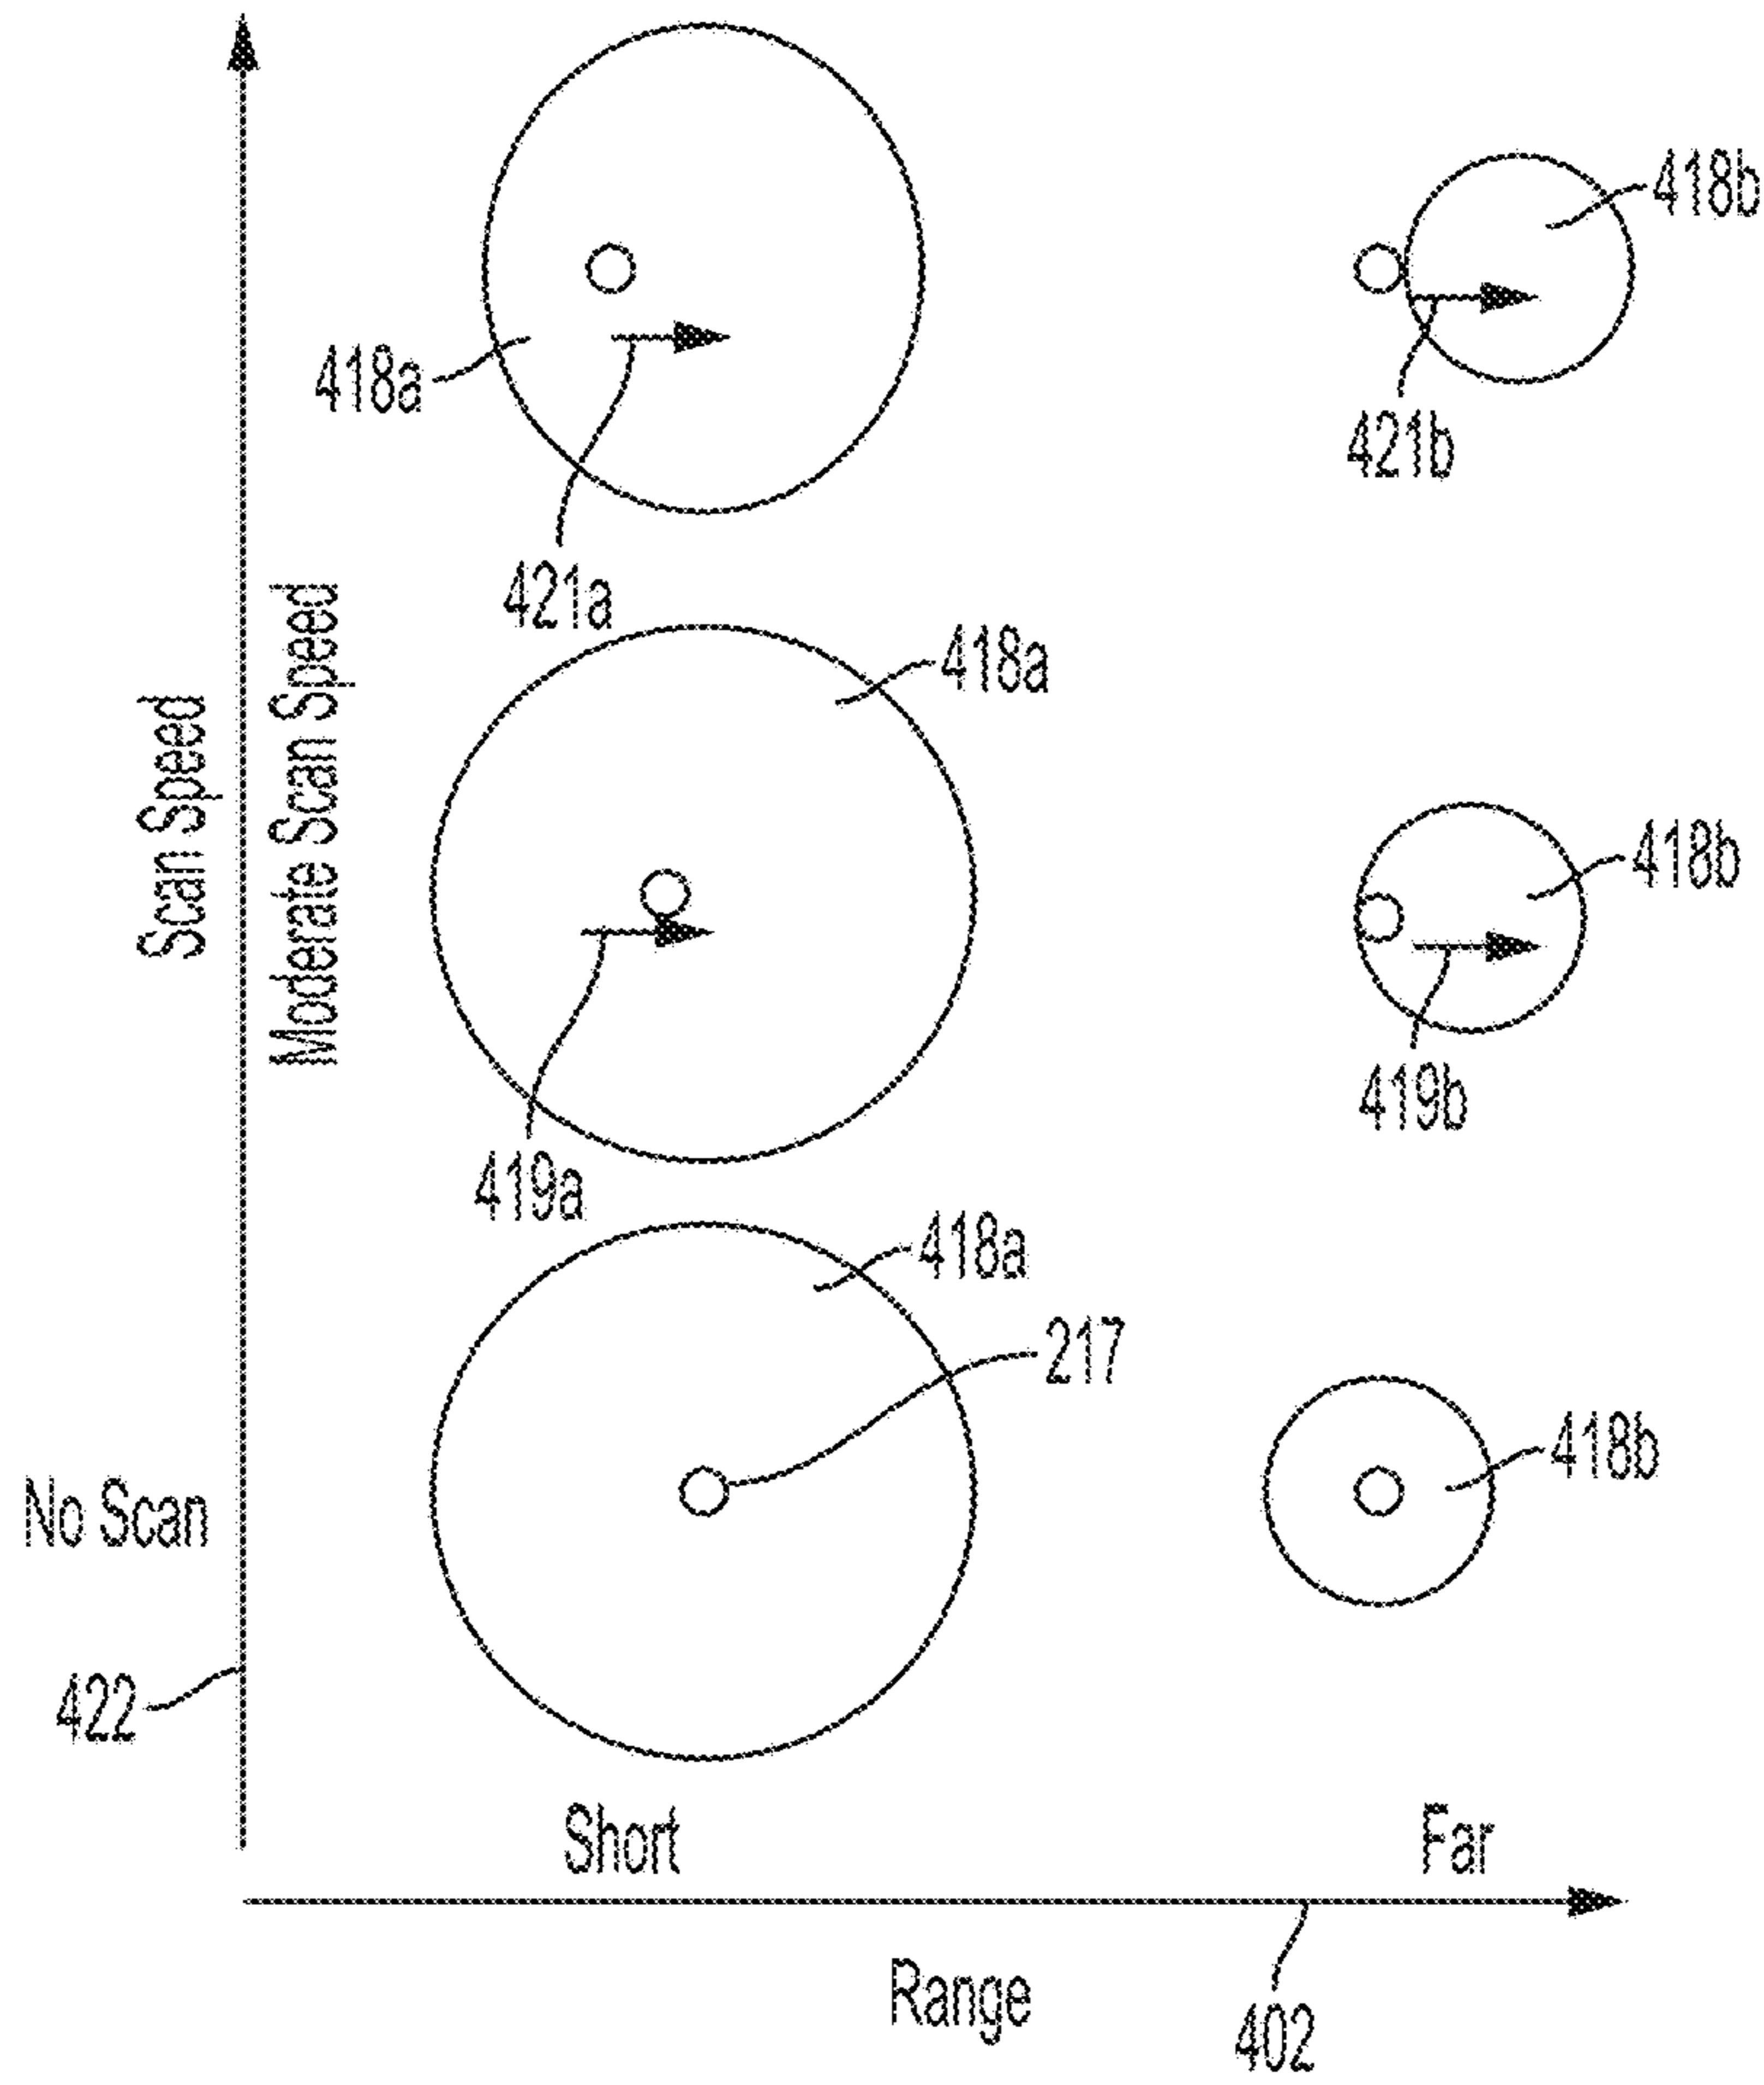 418b
418a
421b
421a
418a
Scan Speed
Moderate Scan Speed
418b
419b
419a
418a
217
418b
No Scan
422
Short
Far
Range
402